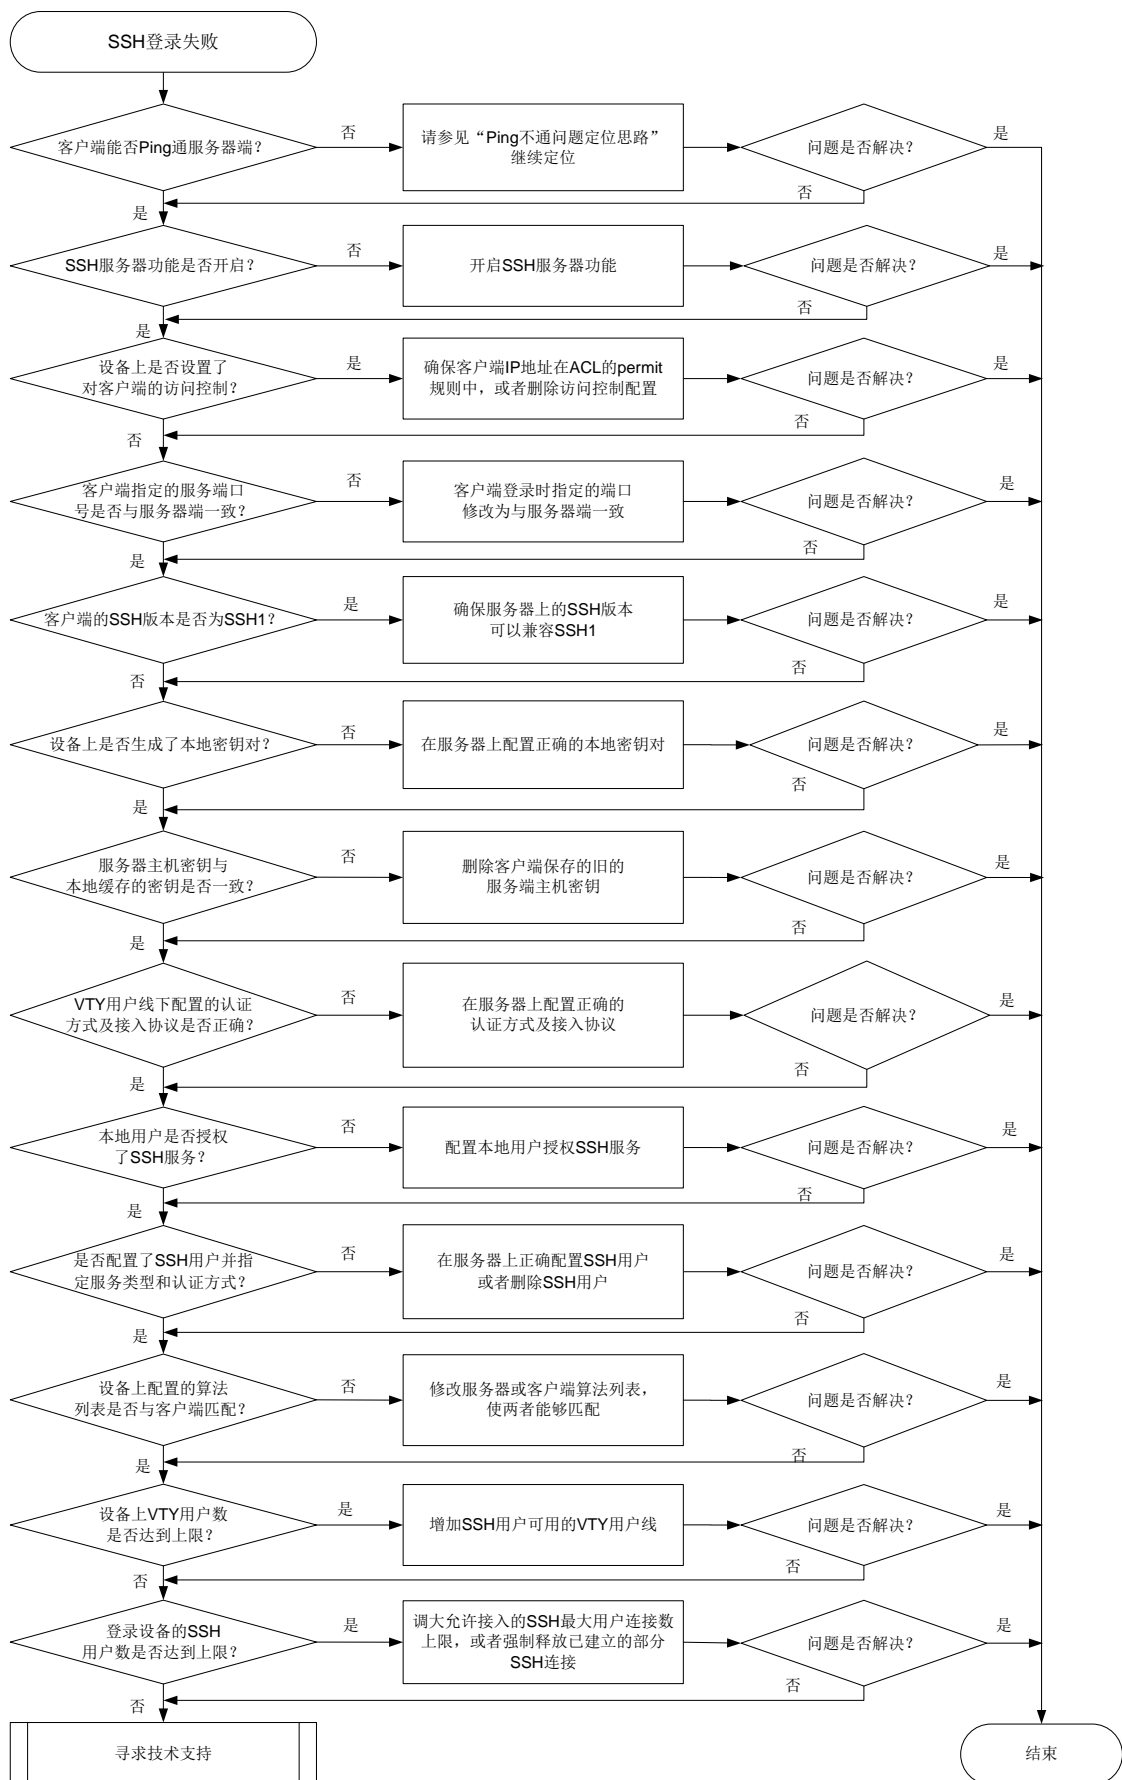 SSH登录失败
客户端能否Ping通服务器端？
否
请参见“Ping不通问题定位思路”
继续定位
问题是否解决？
是
否
是
SSH服务器功能是否开启？
否
开启SSH服务器功能
问题是否解决？
是
否
是
设备上是否设置了
对客户端的访问控制？
是
确保客户端IP地址在ACL的permit
规则中，或者删除访问控制配置
问题是否解决？
是
否
否
客户端指定的服务端口
号是否与服务器端一致？
否
客户端登录时指定的端口
修改为与服务器端一致
问题是否解决？
是
否
是
客户端的SSH版本是否为SSH1？
是
确保服务器上的SSH版本
可以兼容SSH1
问题是否解决？
是
否
否
设备上是否生成了本地密钥对？
否
在服务器上配置正确的本地密钥对
问题是否解决？
是
否
是
服务器主机密钥与
本地缓存的密钥是否一致？
否
删除客户端保存的旧的
服务端主机密钥
问题是否解决？
是
否
是
VTY用户线下配置的认证
方式及接入协议是否正确？
否
在服务器上配置正确的
认证方式及接入协议
问题是否解决？
是
否
是
本地用户是否授权
了SSH服务？
否
配置本地用户授权SSH服务
问题是否解决？
是
否
是
是否配置了SSH用户并指
定服务类型和认证方式？
否
在服务器上正确配置SSH用户
或者删除SSH用户
问题是否解决？
是
否
是
设备上配置的算法
列表是否与客户端匹配？
否
修改服务器或客户端算法列表，
使两者能够匹配
问题是否解决？
是
否
是
设备上VTY用户数
是否达到上限？
是
增加SSH用户可用的VTY用户线
问题是否解决？
是
否
否
登录设备的SSH
用户数是否达到上限？
是
调大允许接入的SSH最大用户连接数
上限，或者强制释放已建立的部分
SSH连接
问题是否解决？
是
否
否
寻求技术支持
结束